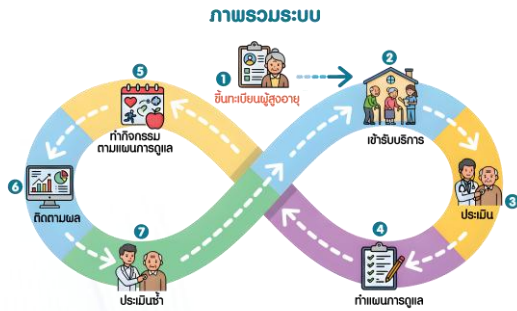 ภาพรวมระบบ
1
ขึ้นทะเบียนผู้สูงอายุ
2
เข้ารับบริการ
3
ประเมิน
4
ทำแผนการดูแล
5
ทำกิจกรรม
ตามแผนการดูแล
6
ติดตามผล
7
ประเมินซ้ำ